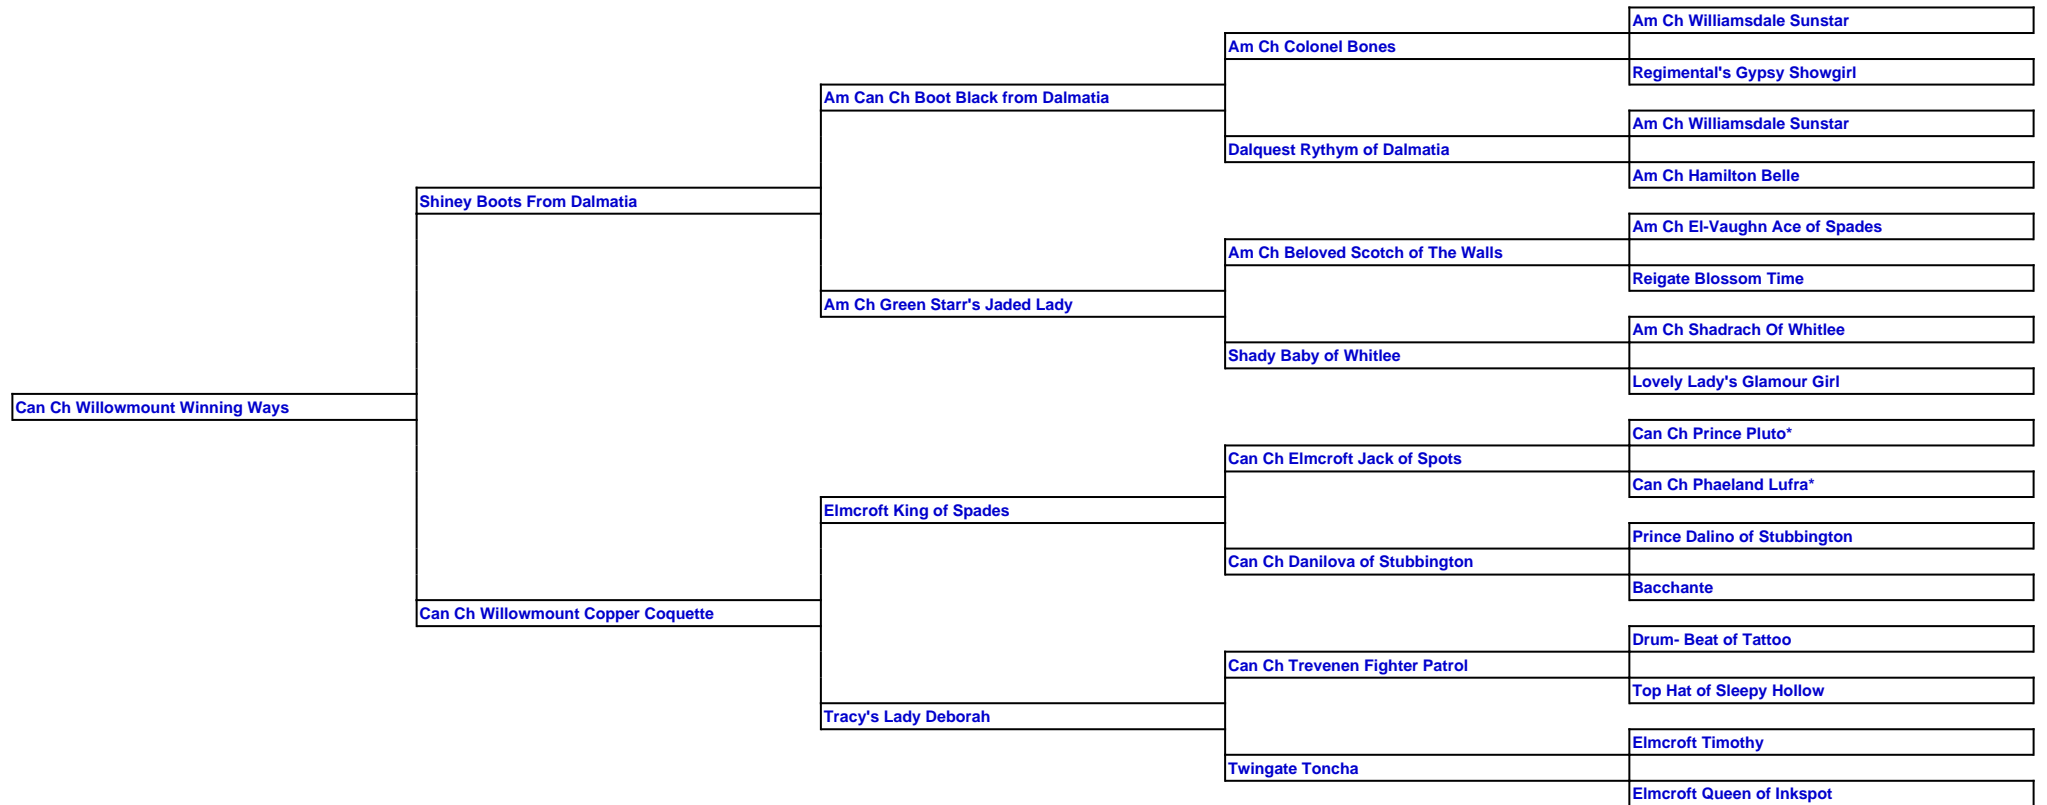 Am Ch Williamsdale Sunstar
Am Ch Colonel Bones
Regimental's Gypsy Showgirl
Am Can Ch Boot Black from Dalmatia
Am Ch Williamsdale Sunstar
Dalquest Rythym of Dalmatia
Am Ch Hamilton Belle
Shiney Boots From Dalmatia
Am Ch El-Vaughn Ace of Spades
Am Ch Beloved Scotch of The Walls
Reigate Blossom Time
Am Ch Green Starr's Jaded Lady
Am Ch Shadrach Of Whitlee
Shady Baby of Whitlee
Lovely Lady's Glamour Girl
Can Ch Willowmount Winning Ways
Can Ch Prince Pluto*
Can Ch Elmcroft Jack of Spots
Can Ch Phaeland Lufra*
Elmcroft King of Spades
Prince Dalino of Stubbington
Can Ch Danilova of Stubbington
Bacchante
Can Ch Willowmount Copper Coquette
Drum- Beat of Tattoo
Can Ch Trevenen Fighter Patrol
Top Hat of Sleepy Hollow
Tracy's Lady Deborah
Elmcroft Timothy
Twingate Toncha
Elmcroft Queen of Inkspot